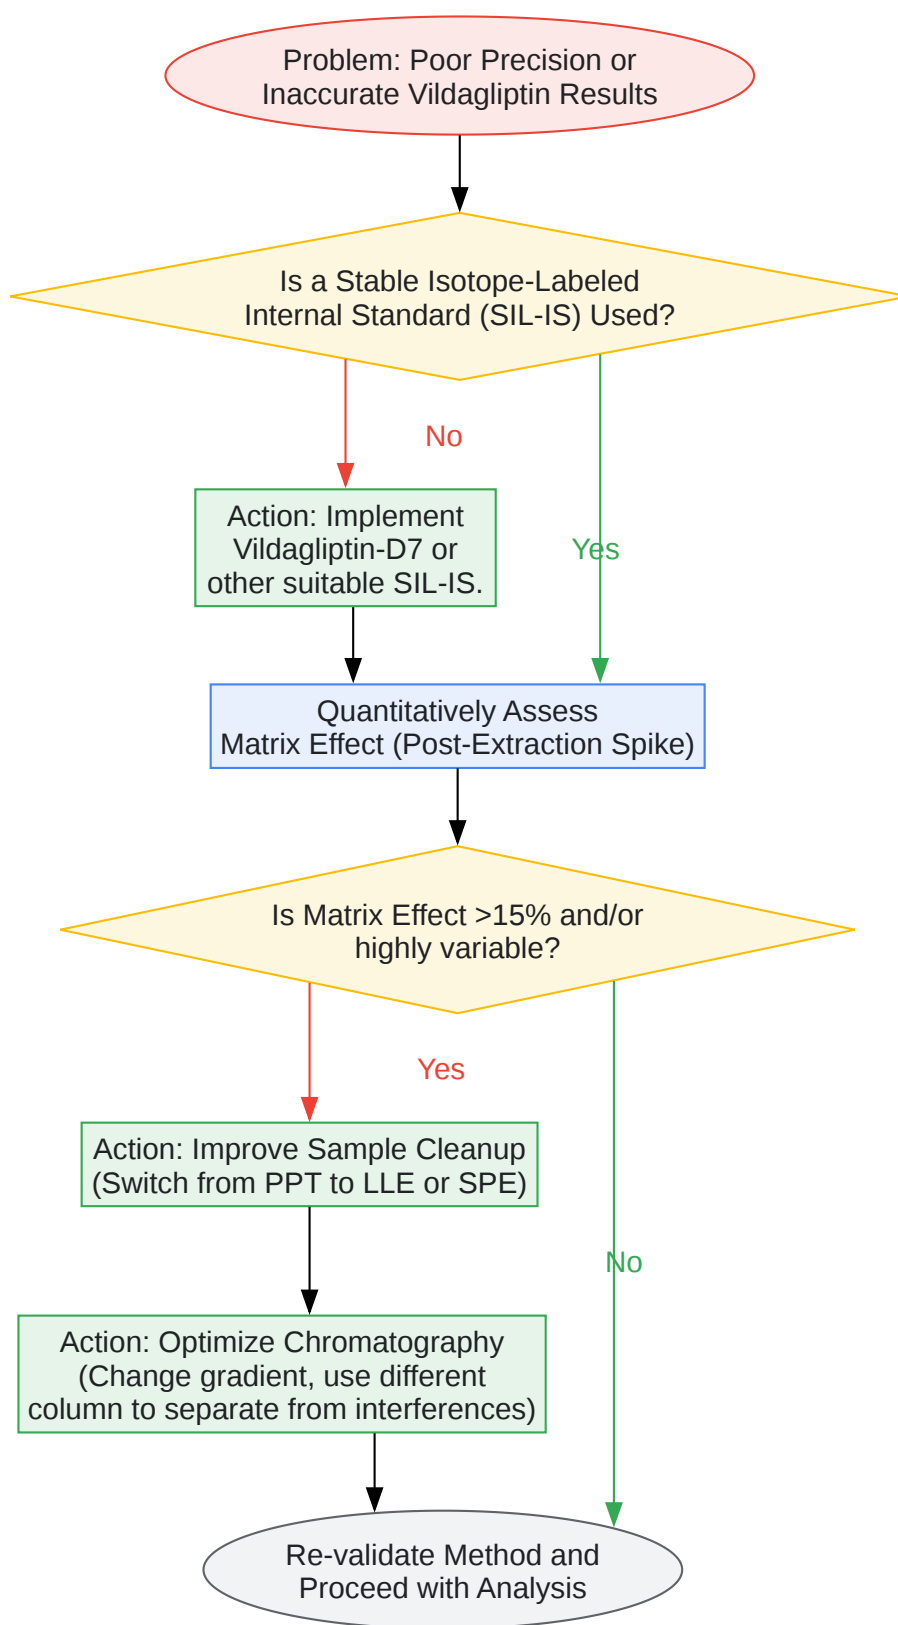 Problem: Poor Precision or
Inaccurate Vildagliptin Results
Is a Stable Isotope-Labeled
Internal Standard (SIL-IS) Used?
No
Action: Implement
Vildagliptin-D7 or
other suitable SIL-IS.
Yes
Quantitatively Assess
Matrix Effect (Post-Extraction Spike)
Is Matrix Effect >15% and/or
highly variable?
Yes
Action: Improve Sample Cleanup
(Switch from PPT to LLE or SPE)
No
Action: Optimize Chromatography
(Change gradient, use different
column to separate from interferences)
Re-validate Method and
Proceed with Analysis